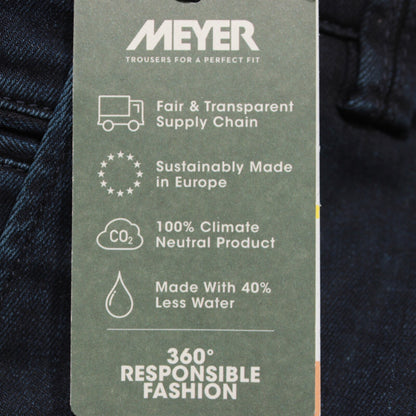 MEYER
TROUSERS FOR A PERFECT FIT
Fair & Transparent
Supply Chain
Sustainably Made
in Europe
CO2
100% Climate
Neutral Product
Made With 40%
Less Water
360°
RESPONSIBLE
FASHION